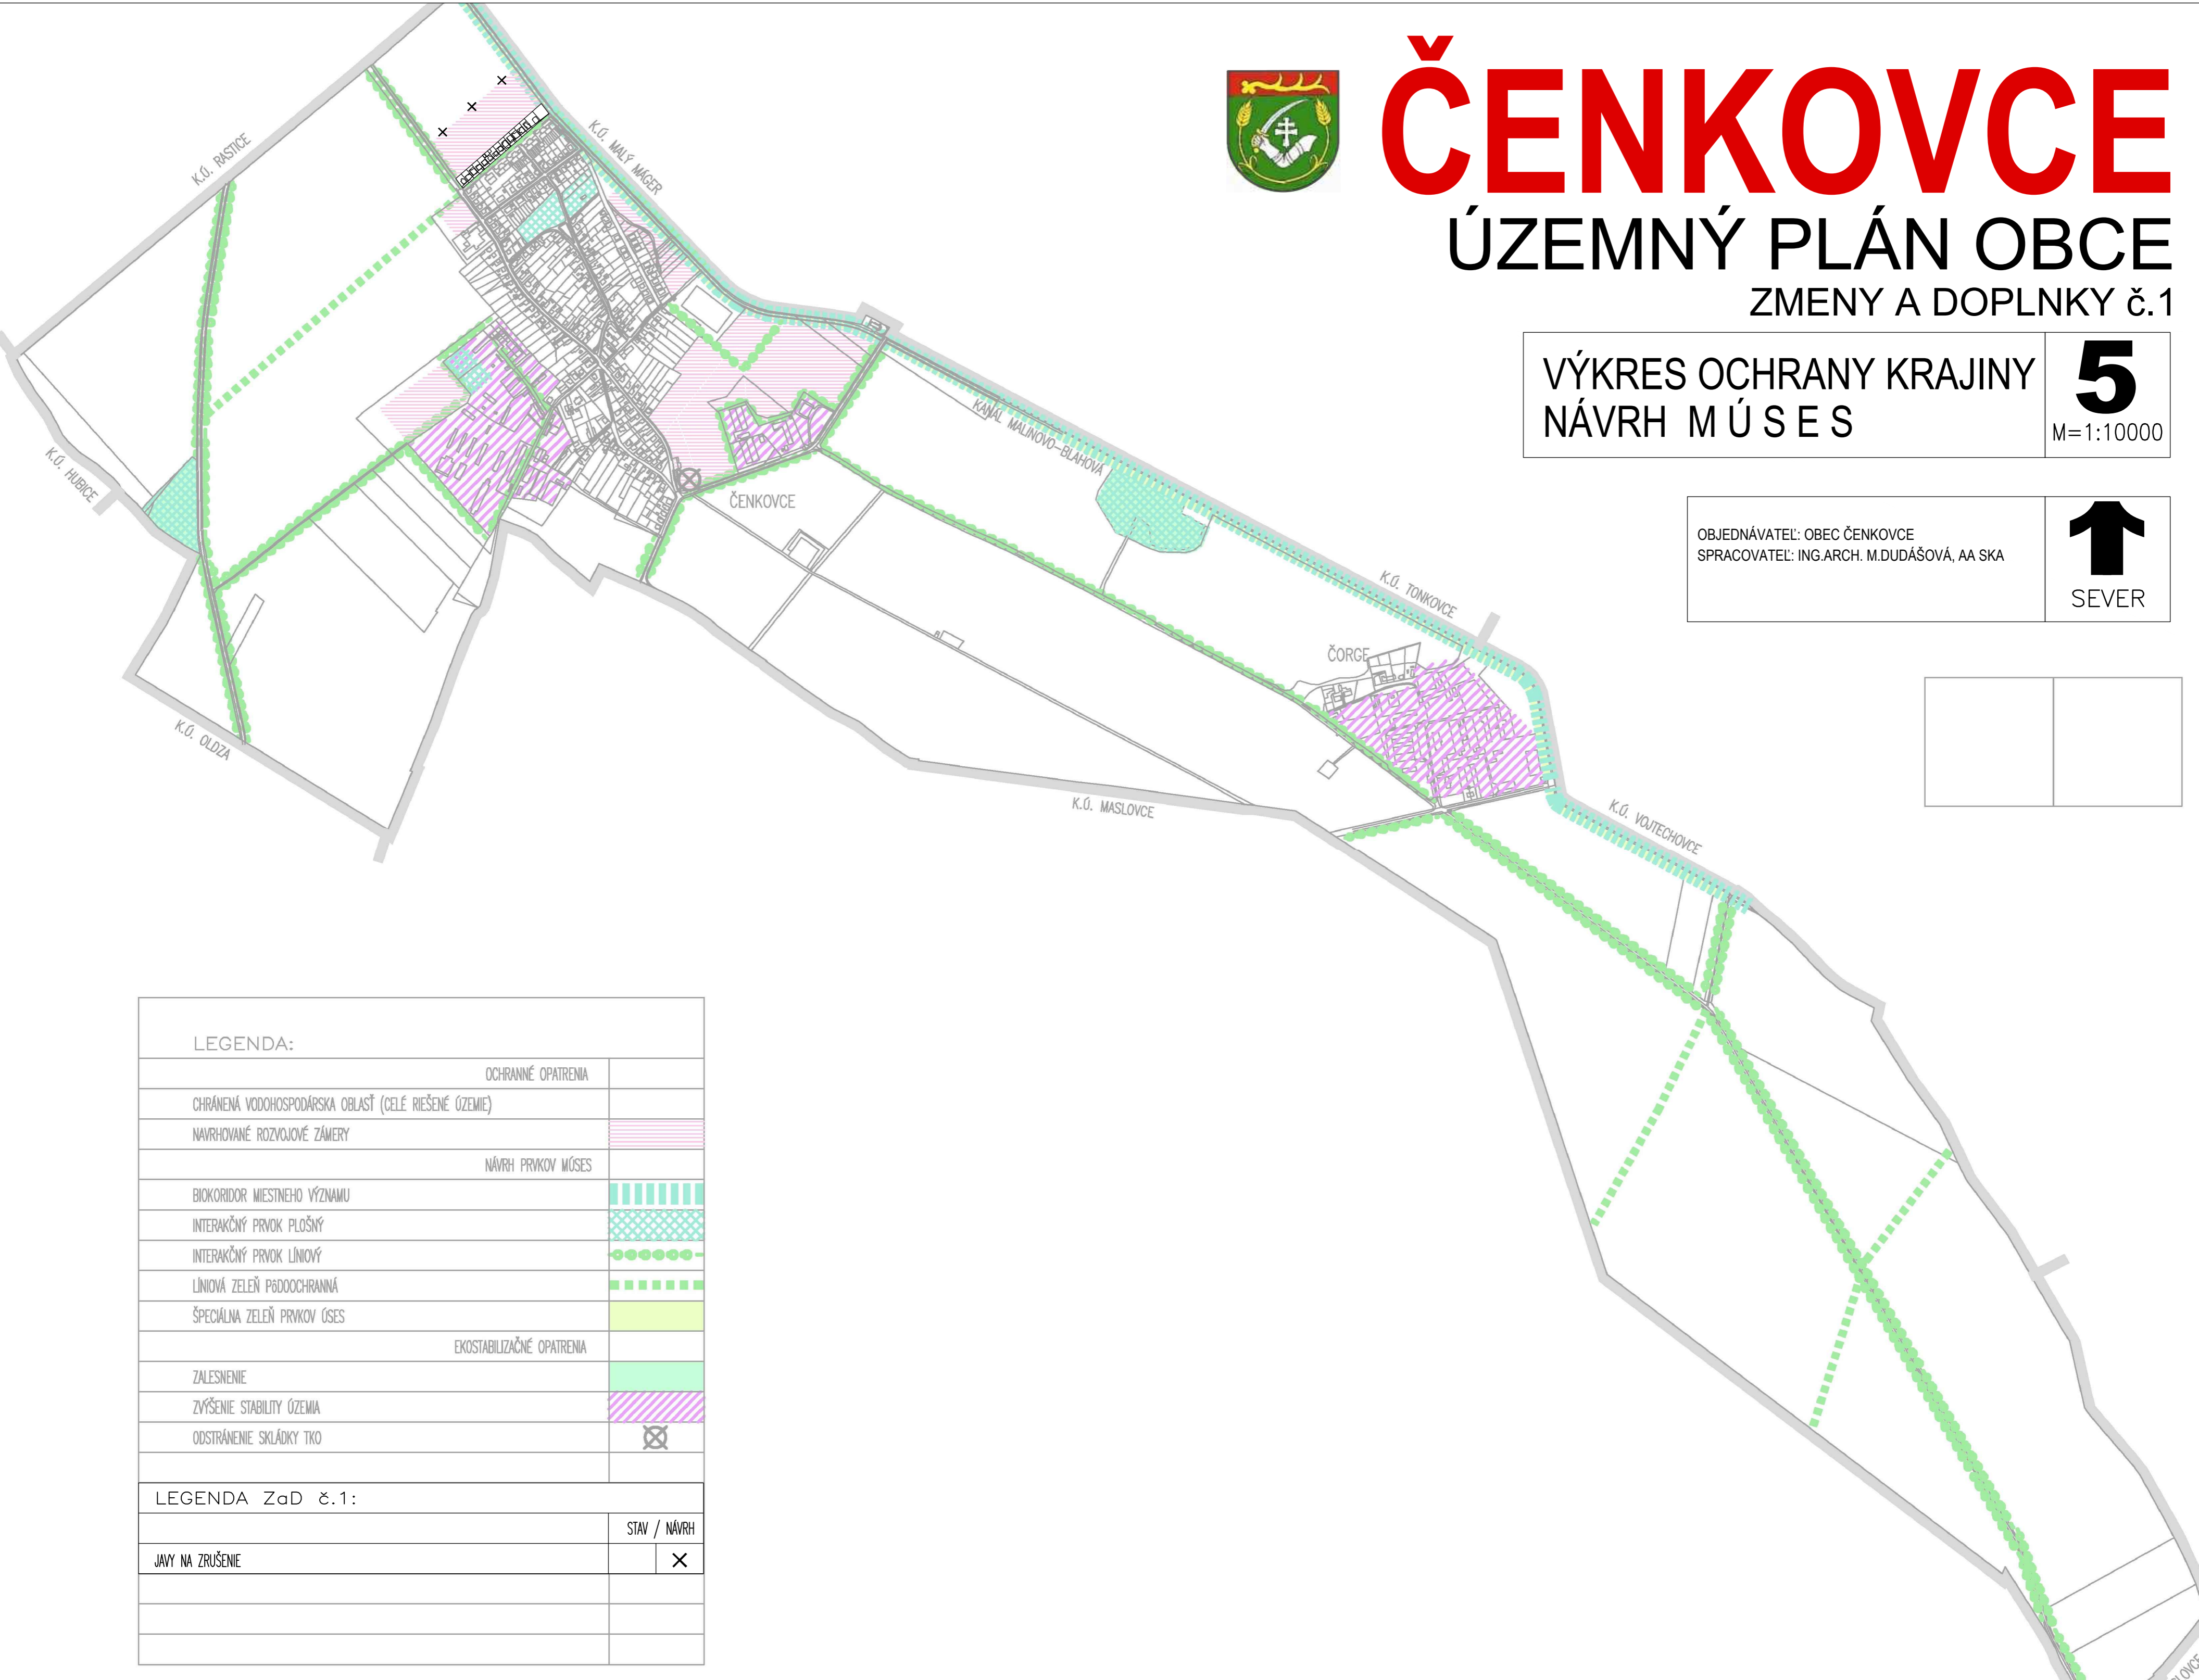 ČENKOVCE
ÚZEMNÝ PLÁN OBCE
ZMENY A DOPLNKY č.1
VÝKRES OCHRANY KRAJINY
NÁVRH M Ú S E S
5
M=1:10000
OBJEDNÁVATEĽ: OBEC ČENKOVCE
SPRACOVATEĽ: ING.ARCH. M.DUDÁŠOVÁ, AA SKA
SEVER
K.Ú. RASTICE
K.Ú. MALÝ MÁGER
K.Ú. HUBICE
KANÁL MALINOVO-BLAHOVÁ
ČENKOVCE
K.Ú. TONKOVCE
ČORGE
K.Ú. OLDZA
K.Ú. MASLOVCE
K.Ú. VOJTECHOVCE
LEGENDA:
OCHRANNÉ OPATRENIA
CHRÁNENÁ VODOHOSPODÁRSKA OBLASŤ (CELÉ RIEŠENÉ ÚZEMIE)
NAVRHOVANÉ ROZVOJOVÉ ZÁMERY
NÁVRH PRVKOV MÚSES
BIOKORIDOR MIESTNEHO VÝZNAMU
INTERAKČNÝ PRVOK PLOŠNÝ
INTERAKČNÝ PRVOK LÍNIOVÝ
LÍNIOVÁ ZELEŇ PôDOOCHRANNÁ
ŠPECIÁLNA ZELEŇ PRVKOV ÚSES
EKOSTABILIZAČNÉ OPATRENIA
ZALESNENIE
ZVÝŠENIE STABILITY ÚZEMIA
ODSTRÁNENIE SKLÁDKY TKO
LEGENDA ZaD č.1:
STAV / NÁVRH
JAVY NA ZRUŠENIE